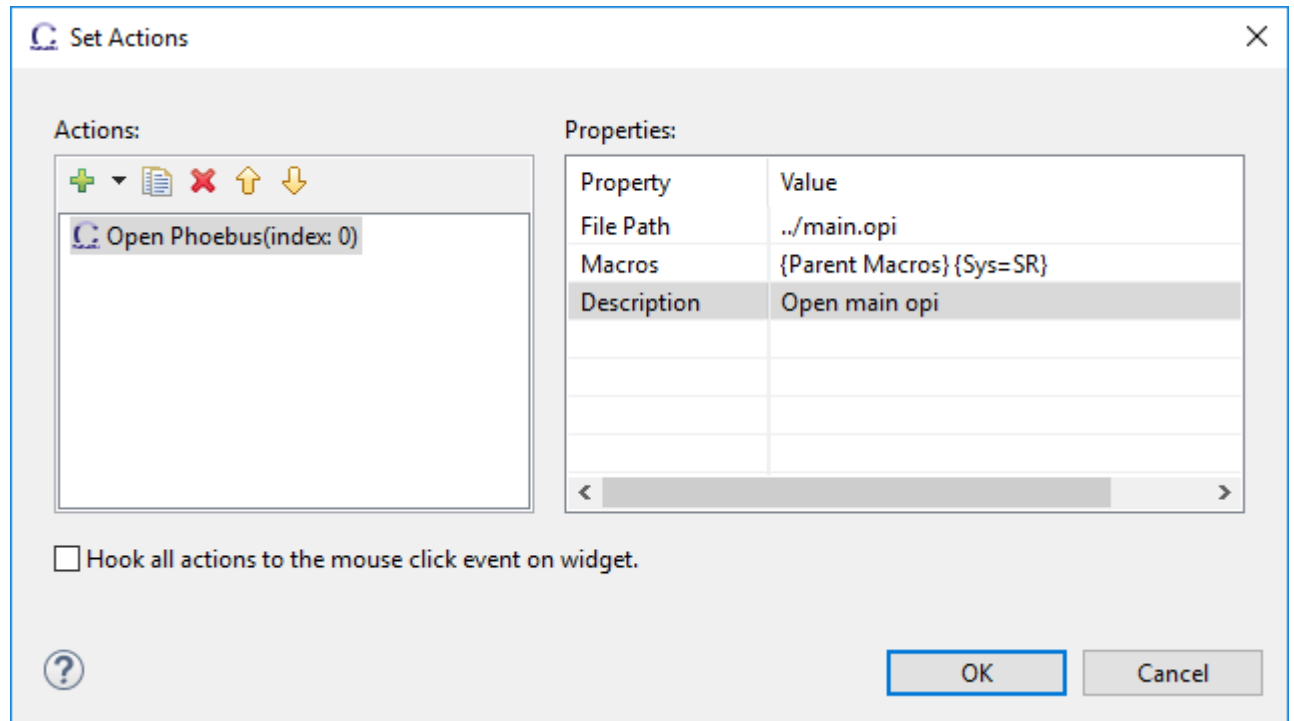 Set Actions
Actions:
Properties:
Open Phoebus(index: 0)
Property Value
File Path ../main.opi
Macros {Parent Macros} {Sys=SR}
Description Open main opi
Hook all actions to the mouse click event on widget.
OK Cancel